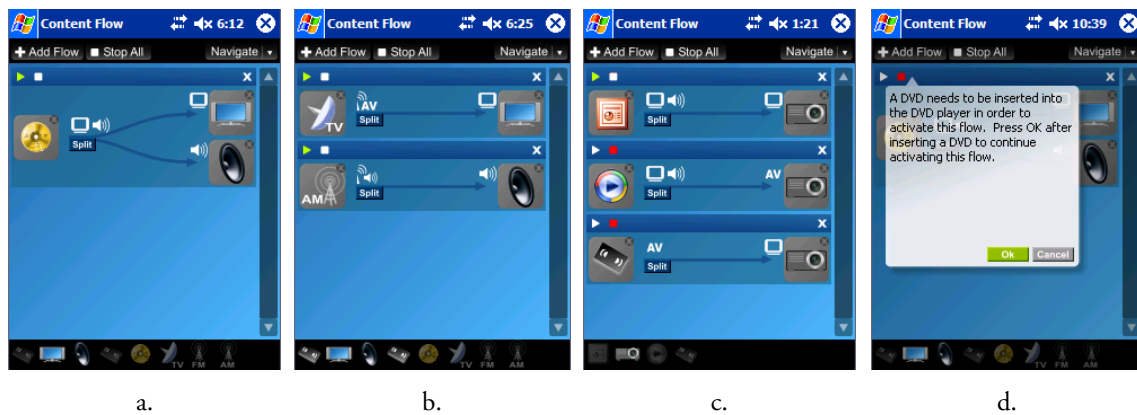 Content Flow 6:12
Add Flow Stop All Navigate
X
Split
Content Flow 6:25
Add Flow Stop All Navigate
X
AV
TV
Split
X
AM
Split
Content Flow 1:21
Add Flow Stop All Navigate
X
Split
X
AV
Split
X
AV
Split
Content Flow 10:39
Add Flow Stop All Navigate
X
A DVD needs to be inserted into
the DVD player in order to
activate this flow. Press OK after
inserting a DVD to continue
activating this flow.
Ok Cancel
TV FM AM
TV FM AM
TV FM AM
a. b. c. d.